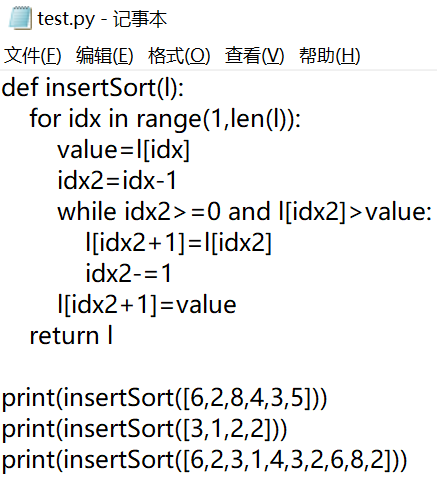 test.py - 记事本
文件(F) 编辑(E) 格式(O) 查看(V) 帮助(H)
def insertSort(l):
    for idx in range(1,len(l)):
        value=l[idx]
        idx2=idx-1
        while idx2>=0 and l[idx2]>value:
            l[idx2+1]=l[idx2]
            idx2-=1
        l[idx2+1]=value
    return l

print(insertSort([6,2,8,4,3,5]))
print(insertSort([3,1,2,2]))
print(insertSort([6,2,3,1,4,3,2,6,8,2]))